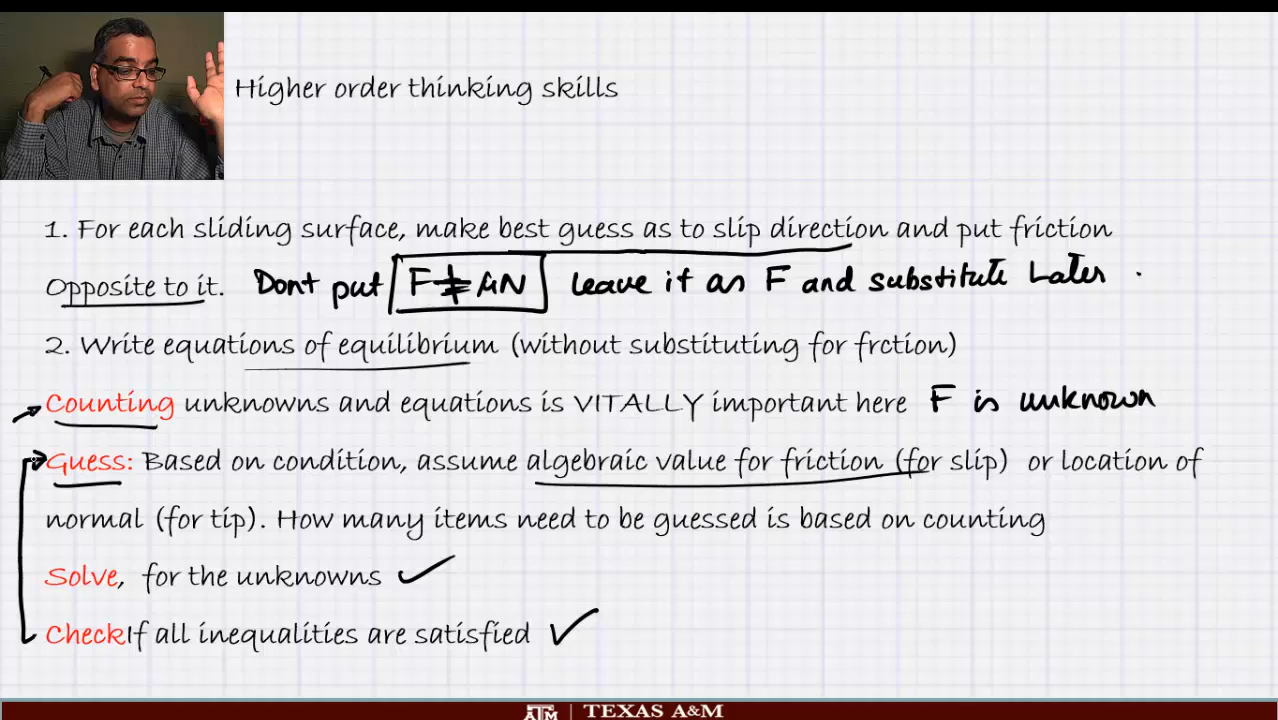 Higher order thinking skills
1. For each sliding surface, make best guess as to slip direction and put friction
Opposite to it. Dont put F ≠ μN leave it as F and substitute Later.
2. Write equations of equilibrium (without substituting for frction)
Counting unknowns and equations is VITALLY important here F is unknown
Guess: Based on condition, assume algebraic value for friction (for slip) or location of
normal (for tip). How many items need to be guessed is based on counting
Solve, for the unknowns
CheckIf all inequalities are satisfied
ATM | TEXAS A&M